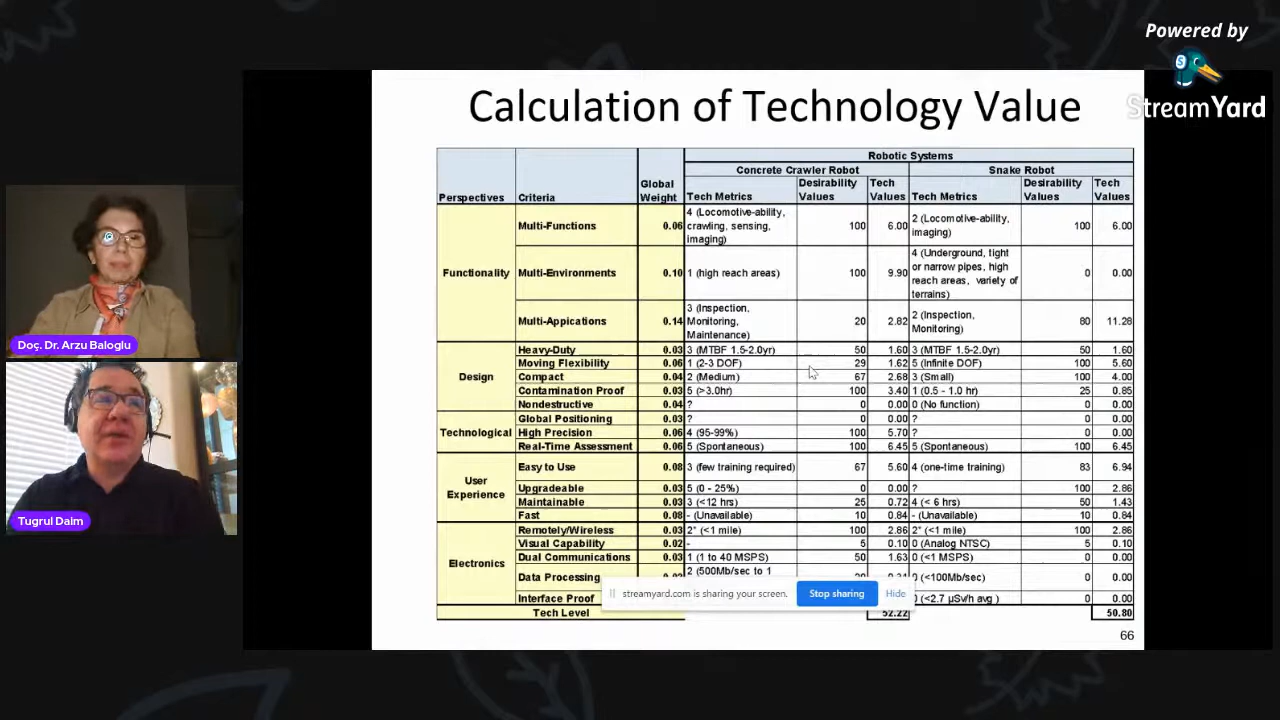 Powered by
StreamYard
Calculation of Technology Value
Robotic Systems
Concrete Crawler Robot Snake Robot
Perspectives Criteria Global Weight Tech Metrics Desirability Values Tech Values Tech Metrics Desirability Values Tech Values
Functionality
Multi-Functions 0.06 4 (Locomotive-ability, crawling, sensing, imaging) 100 6.00 2 (Locomotive-ability, imaging) 100 6.00
Multi-Environments 0.10 1 (high reach areas) 100 9.90 4 (Underground, tight or narrow pipes, high reach areas, variety of terrains) 0 0.00
Multi-Appications 0.14 3 (Inspection, Monitoring, Maintenance) 20 2.82 2 (Inspection, Monitoring) 80 11.28
Design
Heavy-Duty 0.03 3 (MTBF 1.5-2.0yr) 50 1.60 3 (MTBF 1.5-2.0yr) 50 1.60
Moving Flexibility 0.06 1 (2-3 DOF) 29 1.62 5 (Infinite DOF) 100 5.60
Compact 0.04 2 (Medium) 67 2.68 3 (Small) 100 4.00
Contamination Proof 0.03 5 (>3.0hr) 100 3.40 1 (0.5 - 1.0 hr) 25 0.85
Nondestructive 0.04 ? 0 0.00 0 (No function) 0 0.00
Technological
Global Positioning 0.03 ? 0 0.00 ? 0 0.00
High Precision 0.06 4 (95-99%) 100 5.70 ? 0 0.00
Real-Time Assessment 0.06 5 (Spontaneous) 100 6.45 5 (Spontaneous) 100 6.45
User Experience
Easy to Use 0.08 3 (few training required) 67 5.60 4 (one-time training) 83 6.94
Upgradeable 0.03 5 (0 - 25%) 0 0.00 ? 100 2.86
Maintainable 0.03 3 (<12 hrs) 25 0.72 4 (< 6 hrs) 50 1.43
Fast 0.08 - (Unavailable) 10 0.84 - (Unavailable) 10 0.84
Electronics
Remotely/Wireless 0.03 2* (<1 mile) 100 2.86 2* (<1 mile) 100 2.86
Visual Capability 0.02 - 5 0.10 0 (Analog NTSC) 5 0.10
Dual Communications 0.03 1 (1 to 40 MSPS) 50 1.63 0 (<1 MSPS) 0 0.00
Data Processing 2 (500Mb/sec to 1 (<100Mb/sec) 0 0.00
Interface Proof (<2.7 µSv/h avg ) 0 0.00
Tech Level 52.22 50.80
streamyard.com is sharing your screen. Stop sharing Hide
66
Doç. Dr. Arzu Baloglu
Tugrul Daim